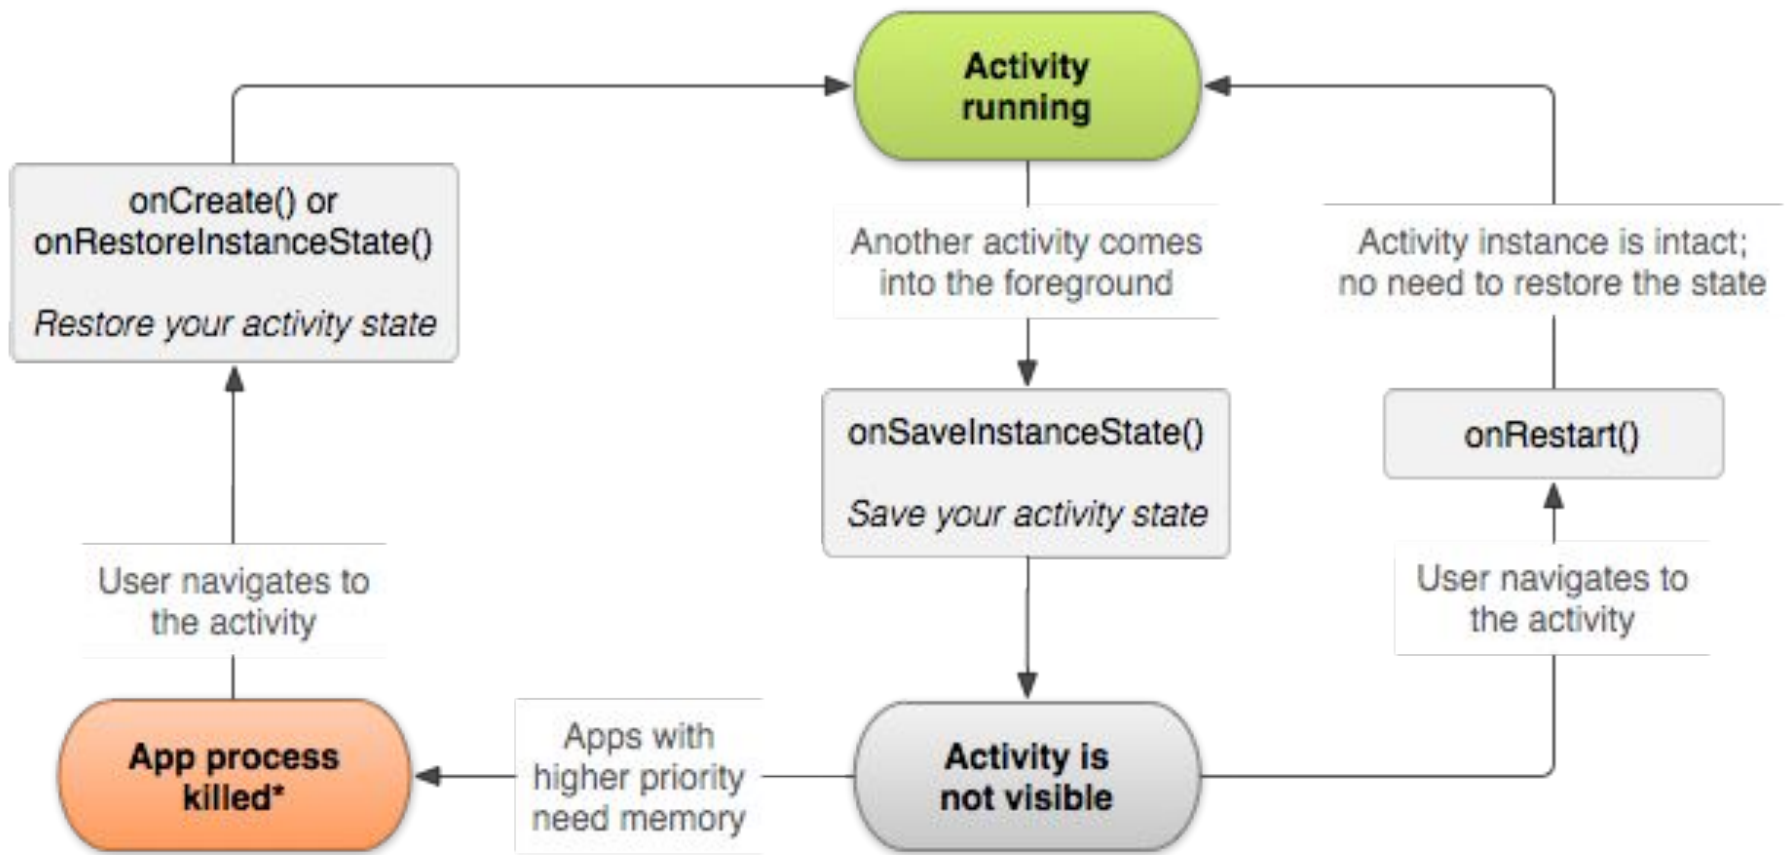 Activity
running
onCreate() or
onRestoreInstanceState()
Restore your activity state
Another activity comes
into the foreground
Activity instance is intact;
no need to restore the state
onSaveInstanceState()
Save your activity state
onRestart()
User navigates to
the activity
User navigates to
the activity
App process
killed*
Apps with
higher priority
need memory
Activity is
not visible